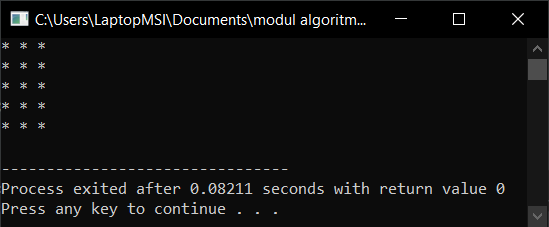 C:\Users\LaptopMSI\Documents\modul algoritm...
* * *
* * *
* * *
* * *
* * *
--------------------------------
Process exited after 0.08211 seconds with return value 0
Press any key to continue . . .